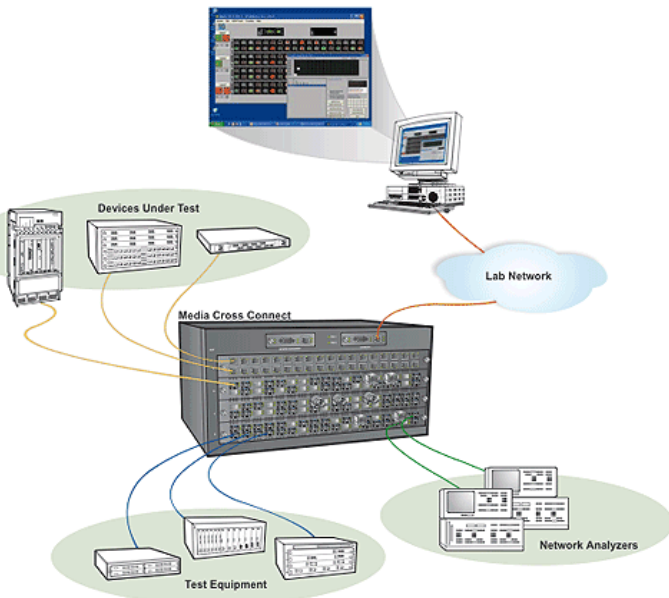 Devices Under Test
Lab Network
Media Cross Connect
Network Analyzers
Test Equipment